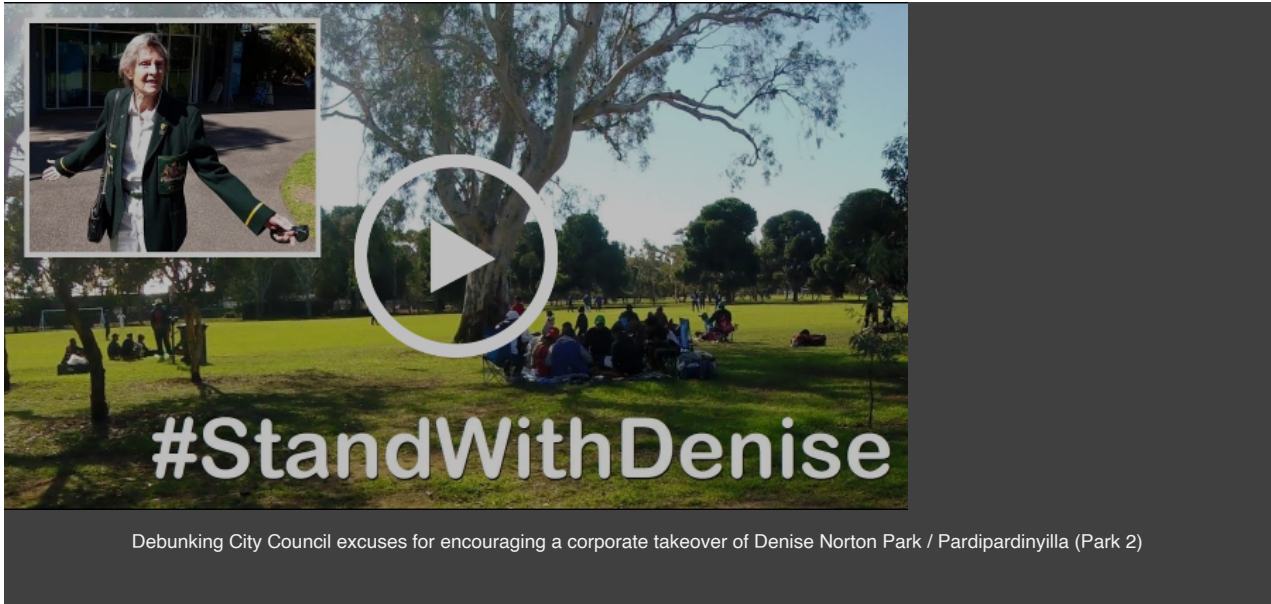 #StandWithDenise
Debunking City Council excuses for encouraging a corporate takeover of Denise Norton Park / Pardipardinyilla (Park 2)